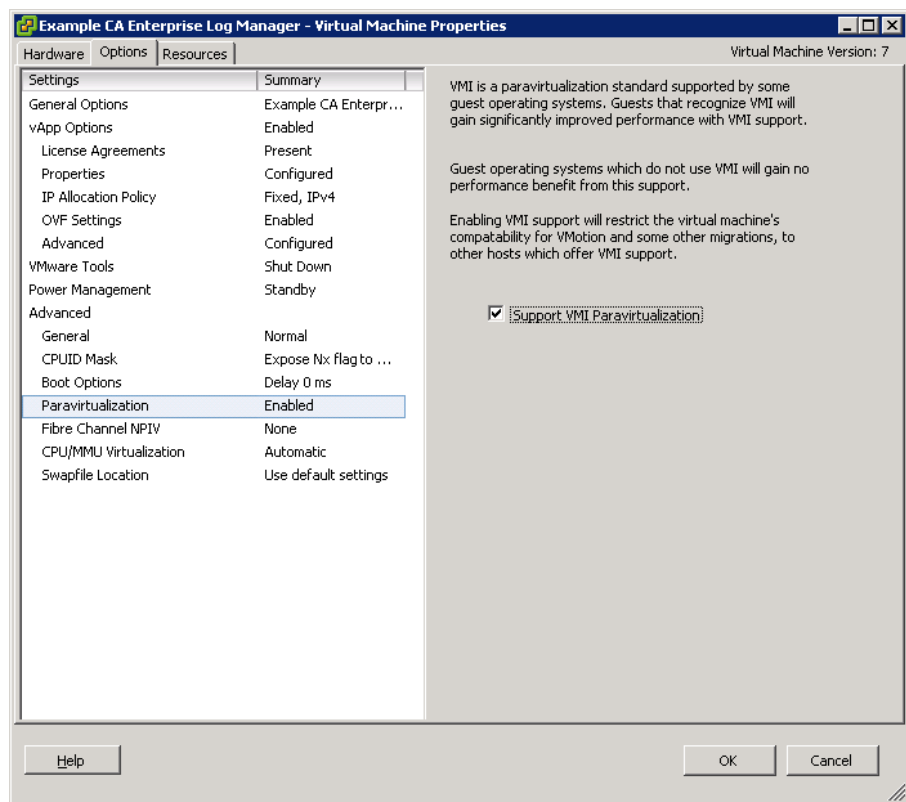 Example CA Enterprise Log Manager - Virtual Machine Properties
Hardware Options Resources Virtual Machine Version: 7
Settings Summary
General Options Example CA Enterpr...
vApp Options Enabled
License Agreements Present
Properties Configured
IP Allocation Policy Fixed, IPv4
OVF Settings Enabled
Advanced Configured
VMware Tools Shut Down
Power Management Standby
Advanced
General Normal
CPUID Mask Expose Nx flag to ...
Boot Options Delay 0 ms
Paravirtualization Enabled
Fibre Channel NPIV None
CPU/MMU Virtualization Automatic
Swapfile Location Use default settings
VMI is a paravirtualization standard supported by some
guest operating systems. Guests that recognize VMI will
gain significantly improved performance with VMI support.
Guest operating systems which do not use VMI will gain no
performance benefit from this support.
Enabling VMI support will restrict the virtual machine's
compatability for VMotion and some other migrations, to
other hosts which offer VMI support.
Support VMI Paravirtualization
Help OK Cancel